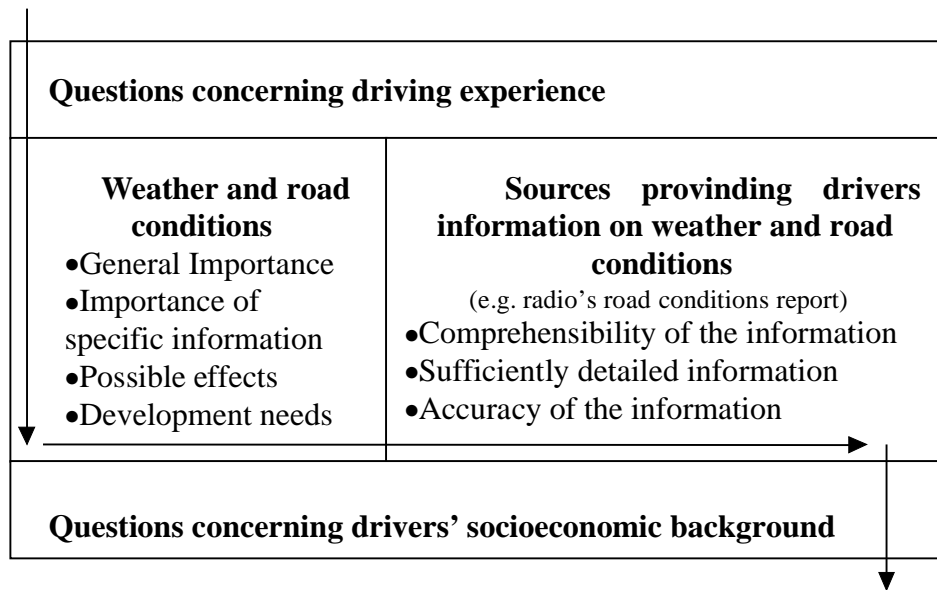 Questions concerning driving experience
Weather and road
conditions
•General Importance
•Importance of
specific information
•Possible effects
•Development needs
Sources provinding drivers
information on weather and road
conditions
(e.g. radio's road conditions report)
•Comprehensibility of the information
•Sufficiently detailed information
•Accuracy of the information
Questions concerning drivers' socioeconomic background